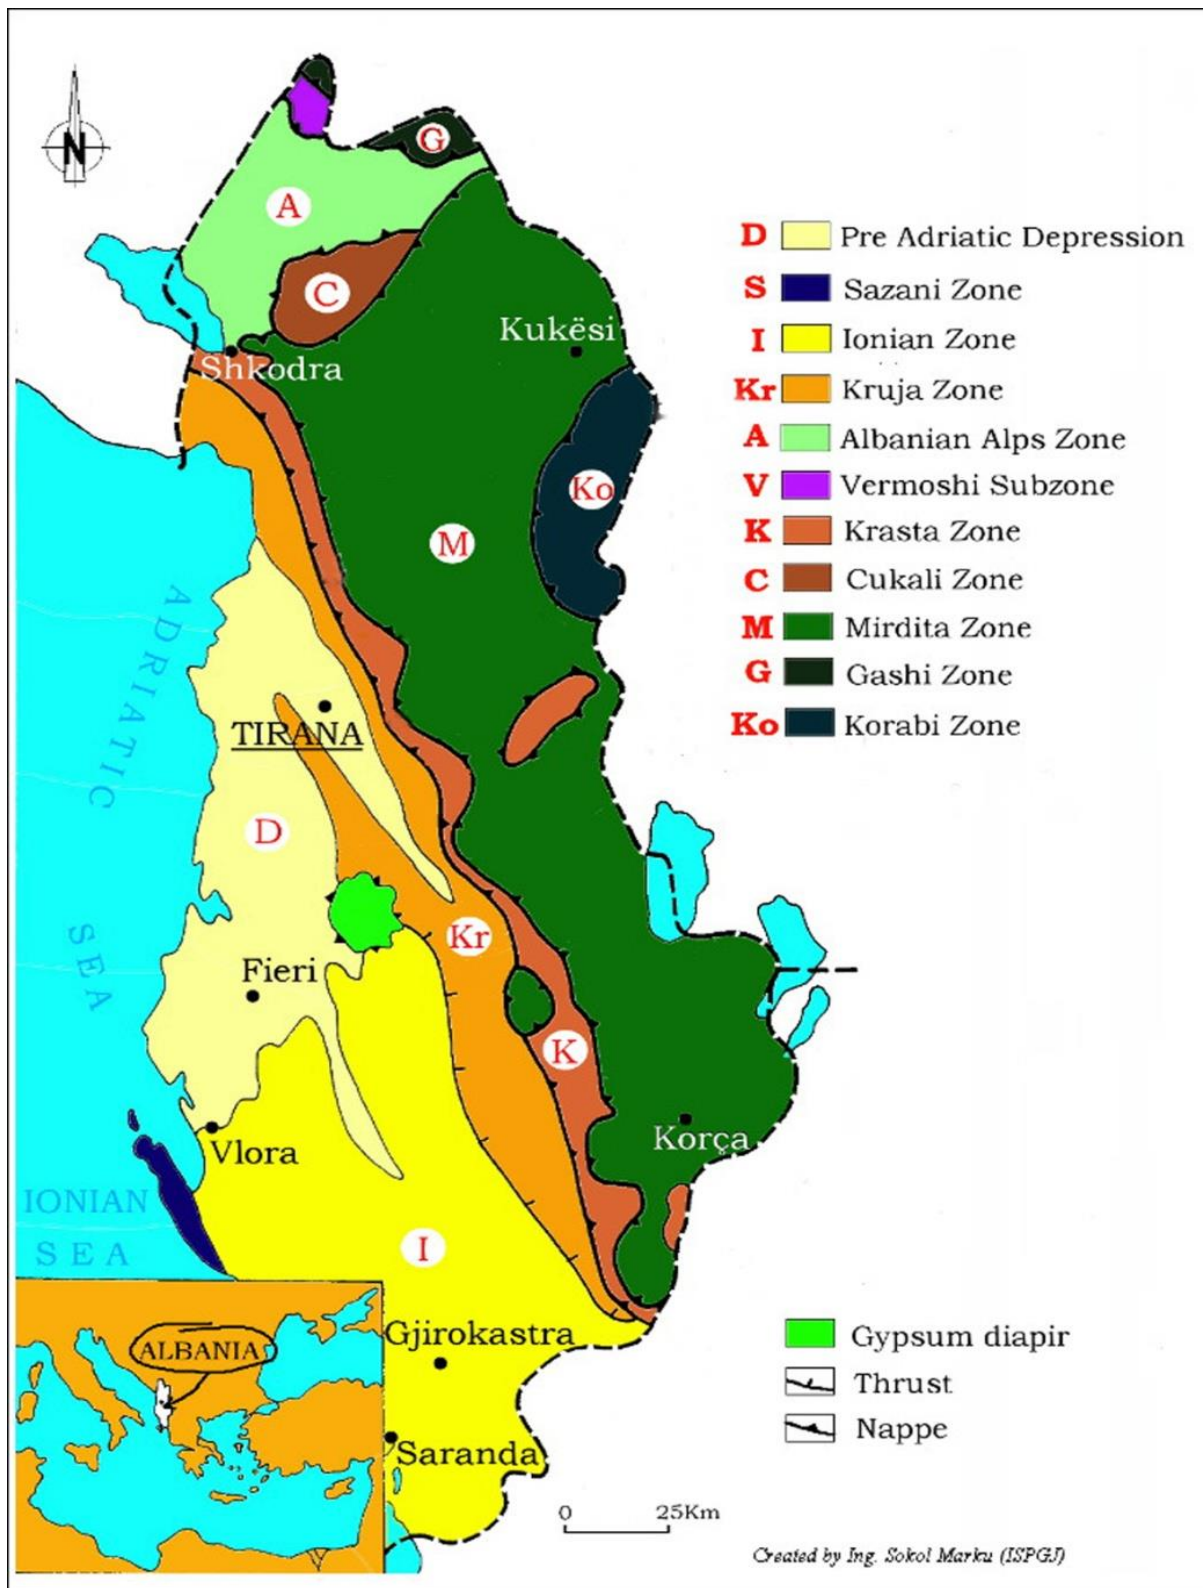 N
G
A
C
Kukësi
Shkodra
Ko
M
ADRIATIC
SEA
TIRANA
D
Kr
Fieri
K
Korça
Vlora
IONIAN
SEA
I
Gjirokastra
Saranda
ALBANIA
D Pre Adriatic Depression
S Sazani Zone
I Ionian Zone
Kr Kruja Zone
A Albanian Alps Zone
V Vermoshi Subzone
K Krasta Zone
C Cukali Zone
M Mirdita Zone
G Gashi Zone
Ko Korabi Zone
Gypsum diapir
Thrust
Nappe
0 25Km
Created by Ing. Sokol Marku (ISPGJ)